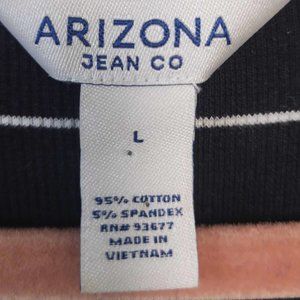 ARIZONA
JEAN CO
L
95% COTTON
5% SPANDEX
RN# 93677
MADE IN
VIETNAM